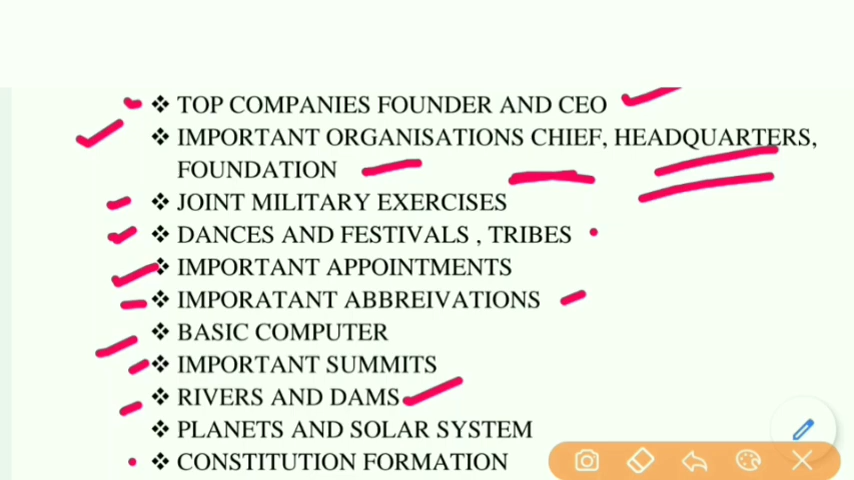 ❖ TOP COMPANIES FOUNDER AND CEO
❖ IMPORTANT ORGANISATIONS CHIEF, HEADQUARTERS,
FOUNDATION
❖ JOINT MILITARY EXERCISES
❖ DANCES AND FESTIVALS , TRIBES
❖ IMPORTANT APPOINTMENTS
❖ IMPORATANT ABBREIVATIONS
❖ BASIC COMPUTER
❖ IMPORTANT SUMMITS
❖ RIVERS AND DAMS
❖ PLANETS AND SOLAR SYSTEM
❖ CONSTITUTION FORMATION